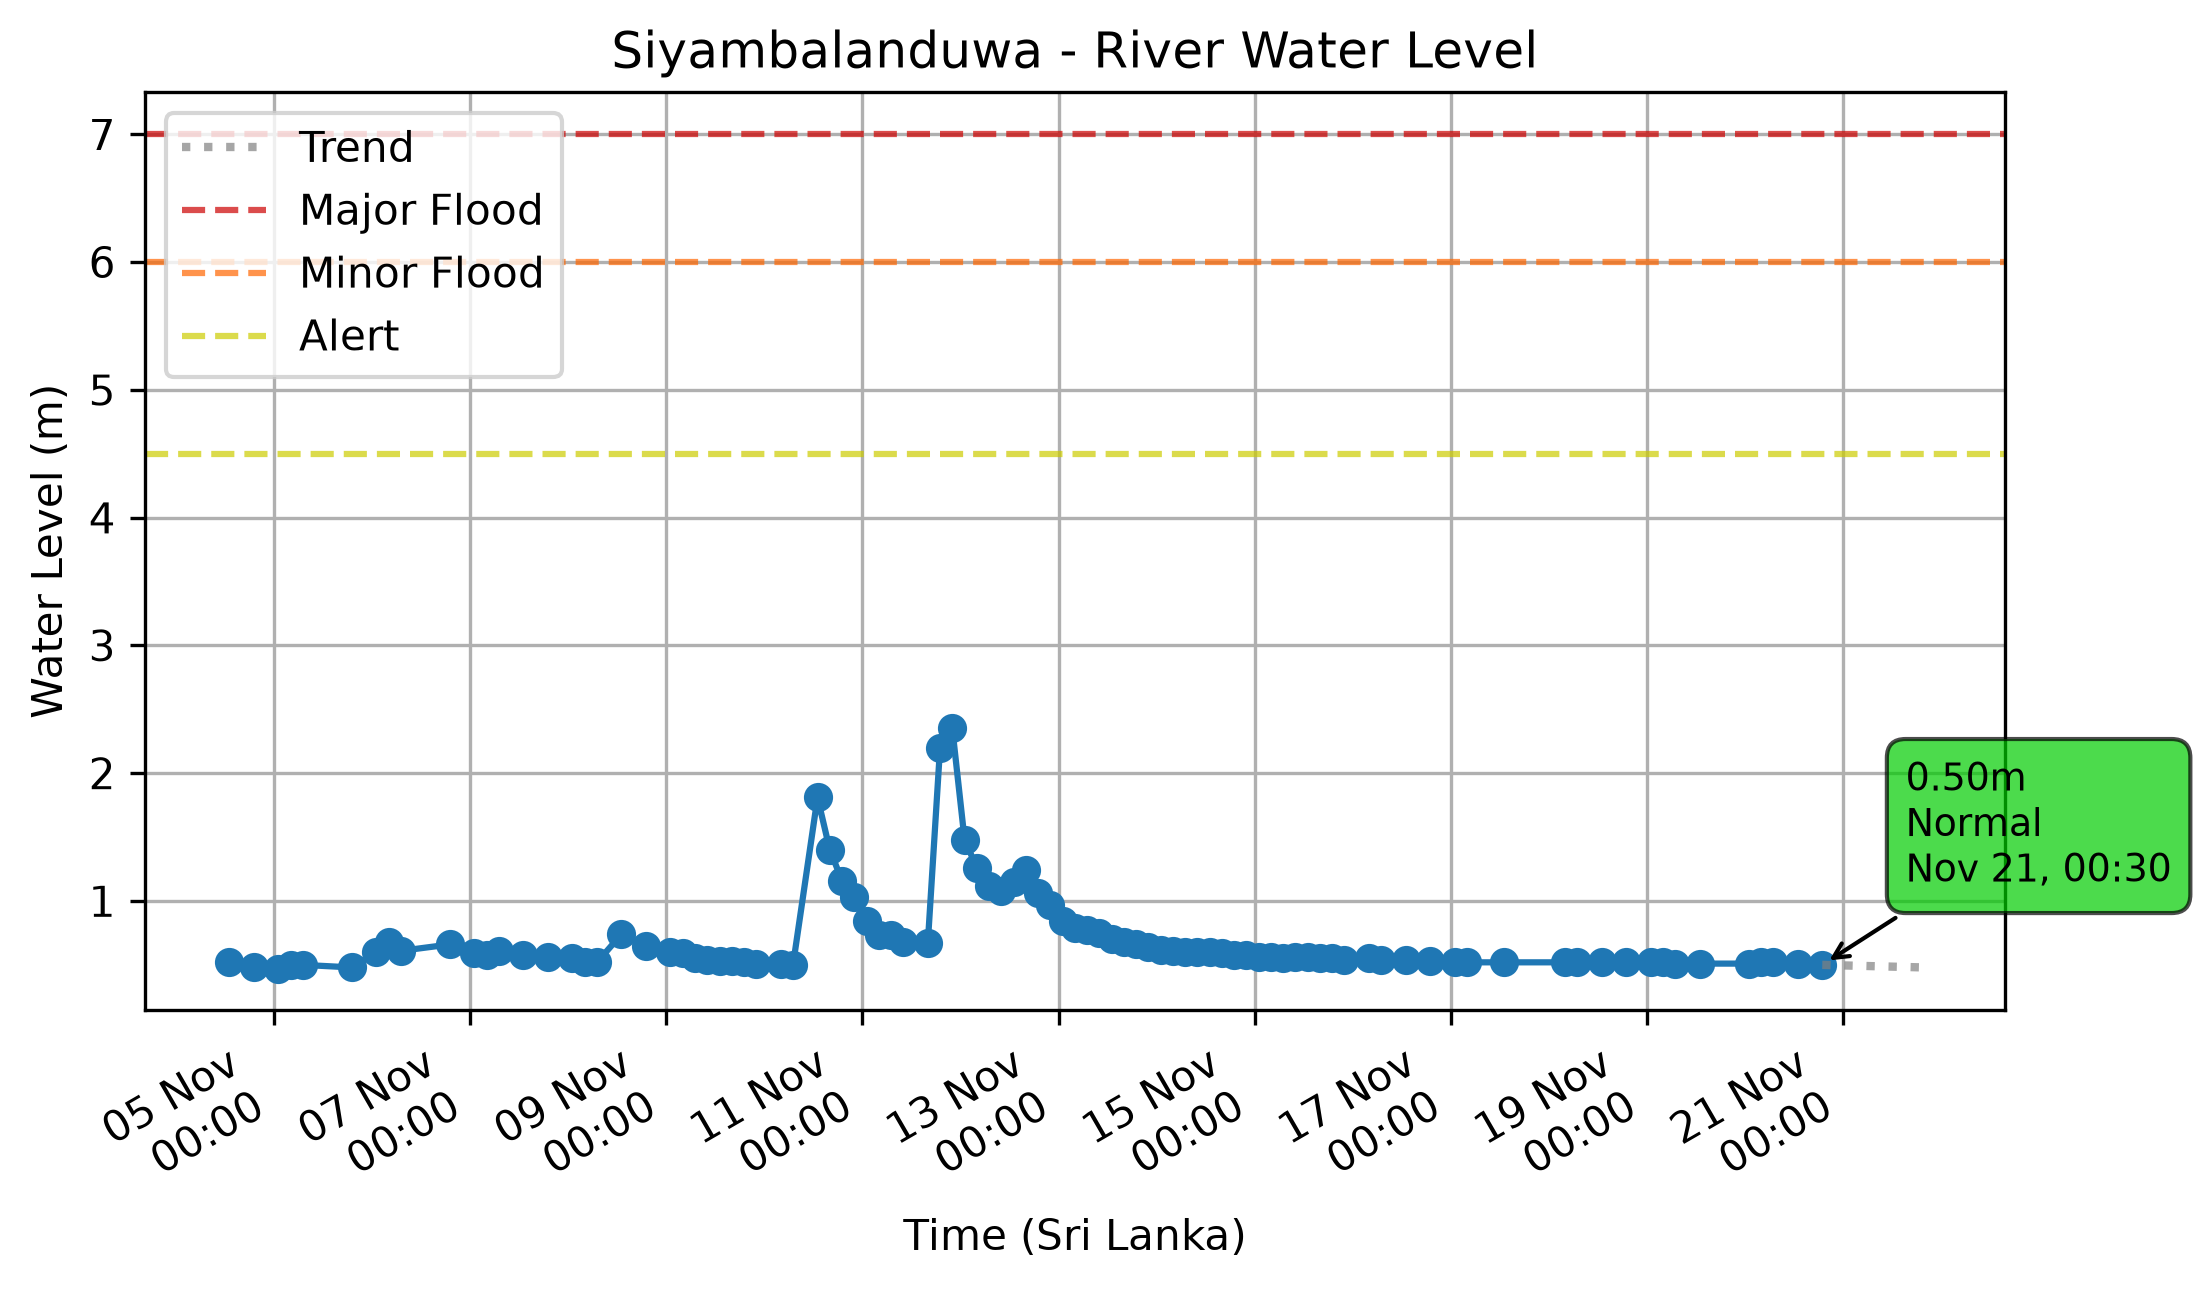 Siyambalanduwa - River Water Level
Water Level (m)
7
6
5
4
3
2
1
Trend
Major Flood
Minor Flood
Alert
0.50m
Normal
Nov 21, 00:30
05 Nov
00:00
07 Nov
00:00
09 Nov
00:00
11 Nov
00:00
13 Nov
00:00
15 Nov
00:00
17 Nov
00:00
19 Nov
00:00
21 Nov
00:00
Time (Sri Lanka)